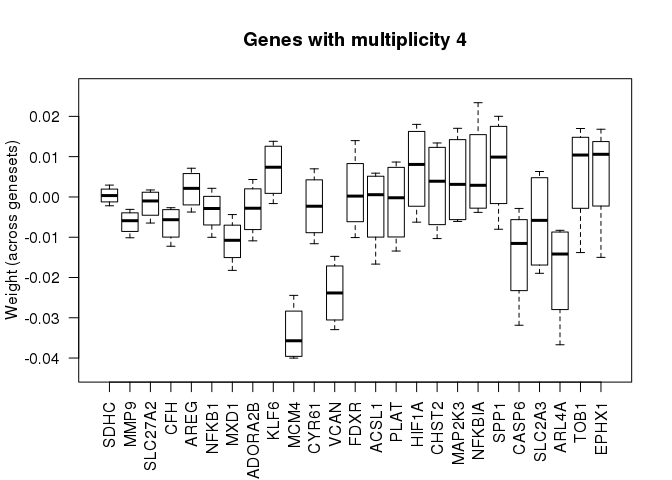 Genes with multiplicity 4
Weight (across genesets)
0.02
0.01
0.00
-0.01
-0.02
-0.03
-0.04
SDHC
MMP9
SLC27A2
CFH
AREG
NFKB1
MXD1
ADORA2B
KLF6
MCM4
CYR61
VCAN
FDXR
ACSL1
PLAT
HIF1A
CHST2
MAP2K3
NFKBIA
SPP1
CASP6
SLC2A3
ARL4A
TOB1
EPHX1